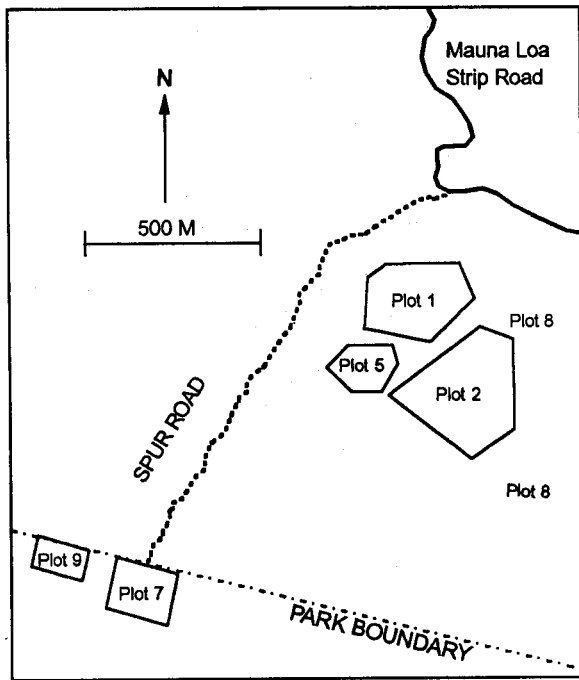 Mauna Loa
Strip Road
N
500 M
Plot 1
Plot 8
Plot 5
Plot 2
SPUR ROAD
Plot 8
Plot 9
Plot 7
PARK BOUNDARY